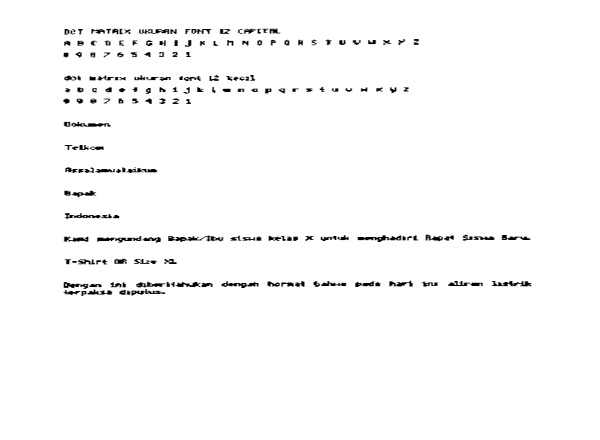 DOT MATRIX UKURAN FONT 12 CAPITAL
A B C D E F G H I J K L M N O P Q R S T U V W X Y Z
0 9 8 7 6 5 4 3 2 1
dot matrix ukuran font 12 kecil
a b c d e f g h i j k l m n o p q r s t u v w x y z
0 9 8 7 6 5 4 3 2 1
Dokumen
Telkom
Assalamualaikum
Bapak
Indonesia
Kami mengundang Bapak/Ibu siswa kelas X untuk menghadiri Rapat Siswa Baru.
T-Shirt OR Size XL
Dengan ini diberitahukan dengan hormat bahwa pada hari ini aliran listrik
terpaksa diputus.